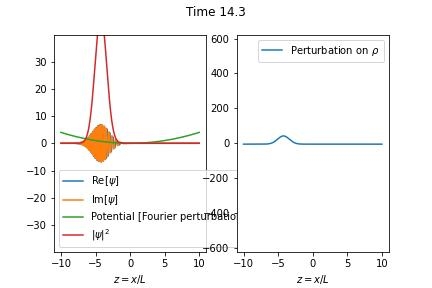 Time 14.3
30
20
10
0
−10
−20
−30
Re[ψ]
Im[ψ]
Potential [Fourier perturbatio
|ψ|²
−10 −5 0 5 10
z = x/L
600
400
200
0
−200
−400
−600
Perturbation on ρ
−10 −5 0 5 10
z = x/L